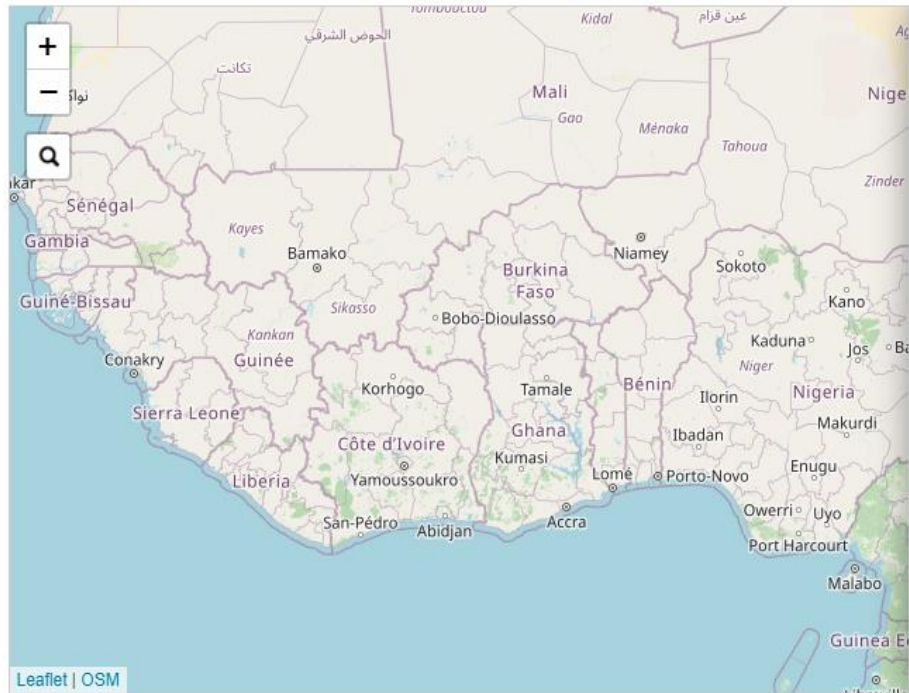 Tombouctou
Kidal
عين قزام
الحوض الشرقي
+
تكانت
Mali
−
Gao
Nige
Ménaka
Tahoua
Zinder
Sénégal
Kayes
Gambia
Bamako
Niamey
Sokoto
Burkina
Faso
Guiné-Bissau
Sikasso
Bobo-Dioulasso
Kano
Kankan
Guinée
Kaduna
Jos
Conakry
Niger
Korhogo
Tamale
Bénin
Nigeria
Ilorin
Sierra Leone
Ghana
Makurdi
Côte d'Ivoire
Ibadan
Kumasi
Yamoussoukro
Liberia
Lomé
Porto-Novo
Enugu
San-Pédro
Abidjan
Accra
Owerri
Uyo
Port Harcourt
Malabo
Guinea E
Leaflet | OSM